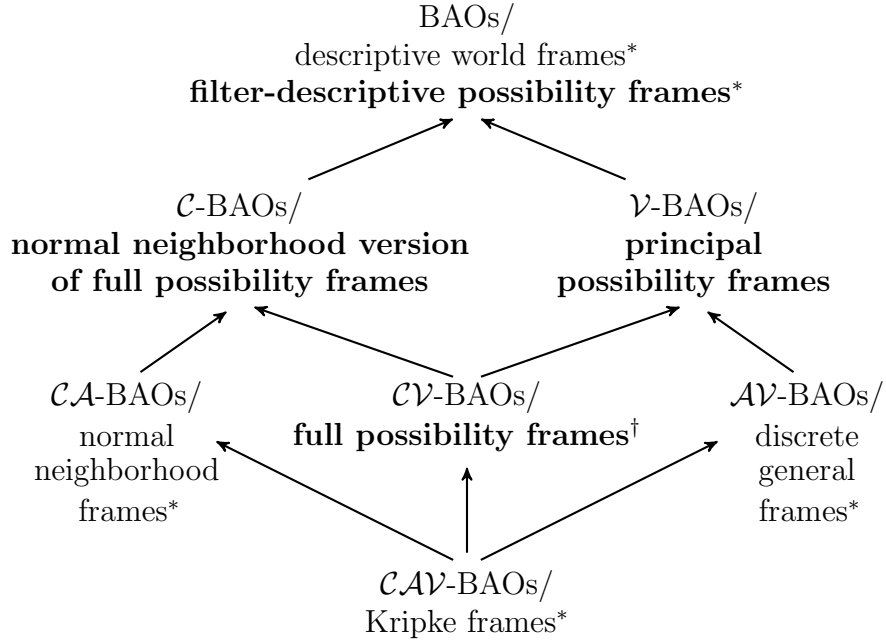 BAOs/
descriptive world frames*
filter-descriptive possibility frames*
𝒞-BAOs/
normal neighborhood version
of full possibility frames
𝒱-BAOs/
principal
possibility frames
𝒞𝒜-BAOs/
normal
neighborhood
frames*
𝒞𝒱-BAOs/
full possibility frames†
𝒜𝒱-BAOs/
discrete
general
frames*
𝒞𝒜𝒱-BAOs/
Kripke frames*